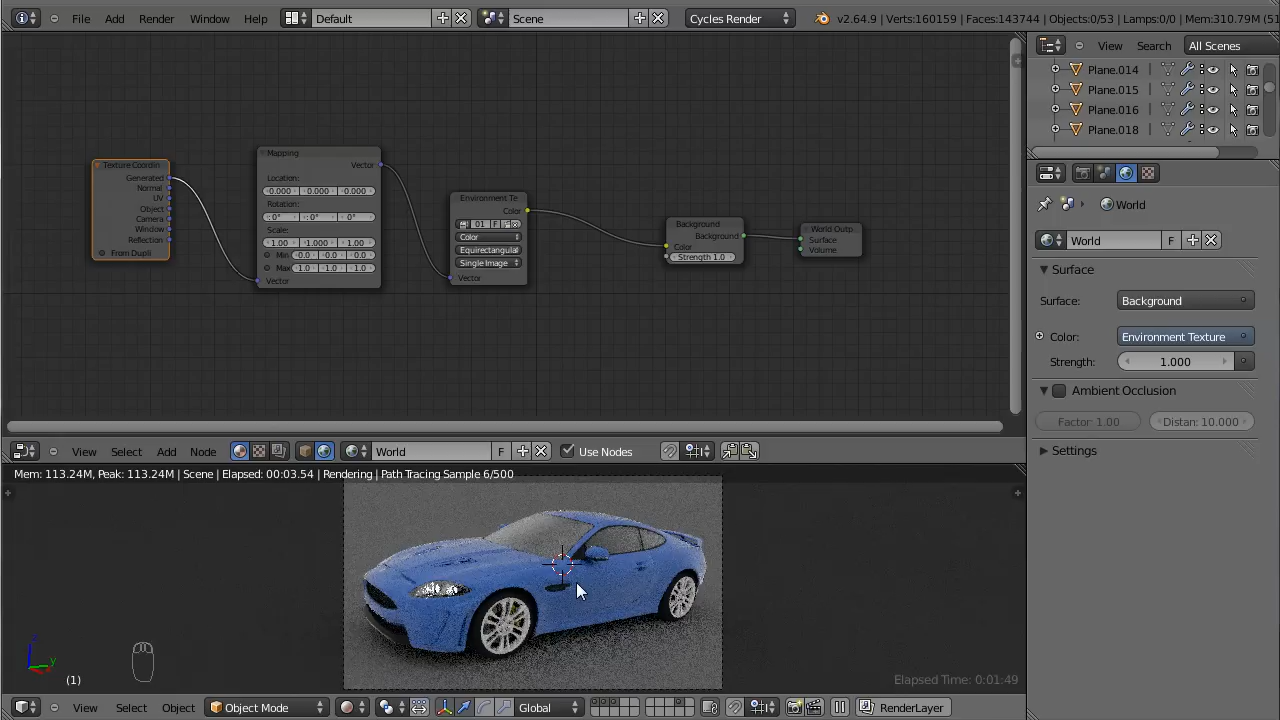 File Add Render Window Help Default Scene Cycles Render v2.64.9 | Verts:160159 | Faces:143744 | Objects:0/53 | Lamps:0/0 | Mem:310.79M (51
View Search All Scenes
Plane.014
Plane.015
Plane.016
Plane.018
World
World F
Surface
Surface: Background
Color: Environment Texture
Strength: 1.000
Ambient Occlusion
Factor: 1.00 Distan: 10.000
Settings
Texture Coordin
Generated
Normal
UV
Object
Camera
Window
Reflection
From Dupli
Mapping
Vector
Location:
0.000 0.000 0.000
Rotation:
0° 0° 0°
Scale:
1.00 1.000 1.00
Min 0.0 0.0 0.0
Max 1.0 1.0 1.0
Vector
Environment Te
Color
01 F
Color
Equirectangular
Single Image
Vector
Background
Background
Color
Strength 1.0
World Outp
Surface
Volume
View Select Add Node World F Use Nodes
Mem: 113.24M, Peak: 113.24M | Scene | Elapsed: 00:03.54 | Rendering | Path Tracing Sample 6/500
z
y
(1)
Elapsed Time: 0:01:49
View Select Object Object Mode Global RenderLayer